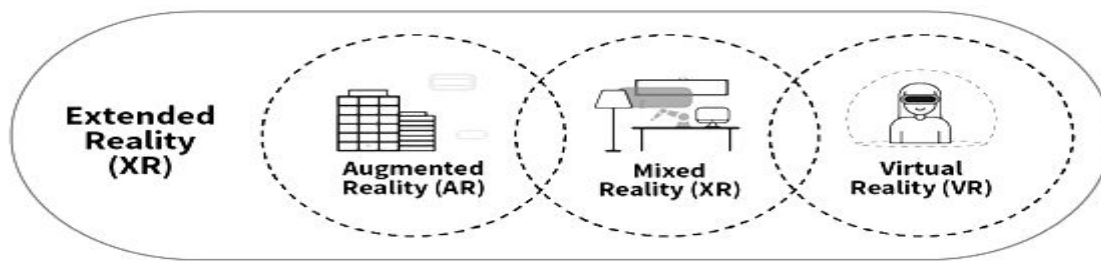 Extended
Reality
(XR)
Augmented
Reality (AR)
Mixed
Reality (XR)
Virtual
Reality (VR)